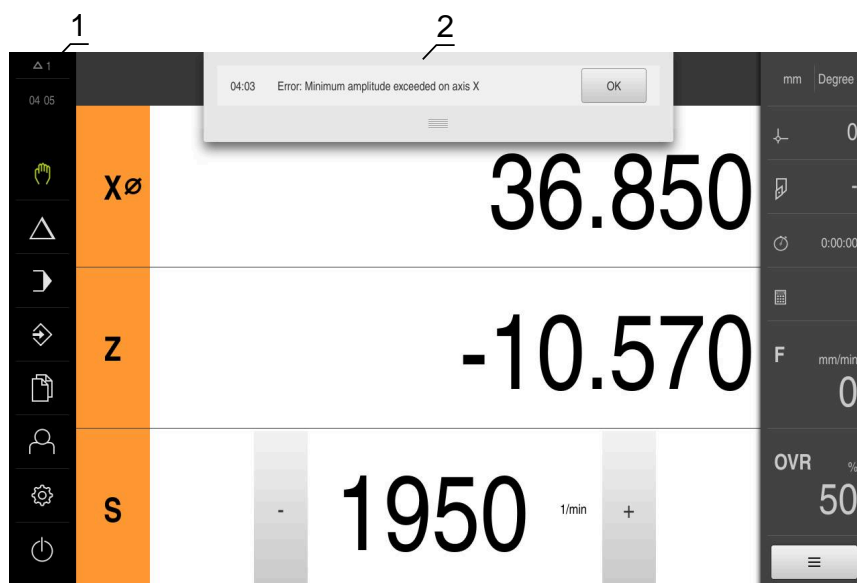 1
2
△ 1
04 05
04:03 Error: Minimum amplitude exceeded on axis X OK
mm Degree
0
X⌀ 36.850
-
0:00:00
Z -10.570
F mm/min
0
OVR %
50
S - 1950 1/min +